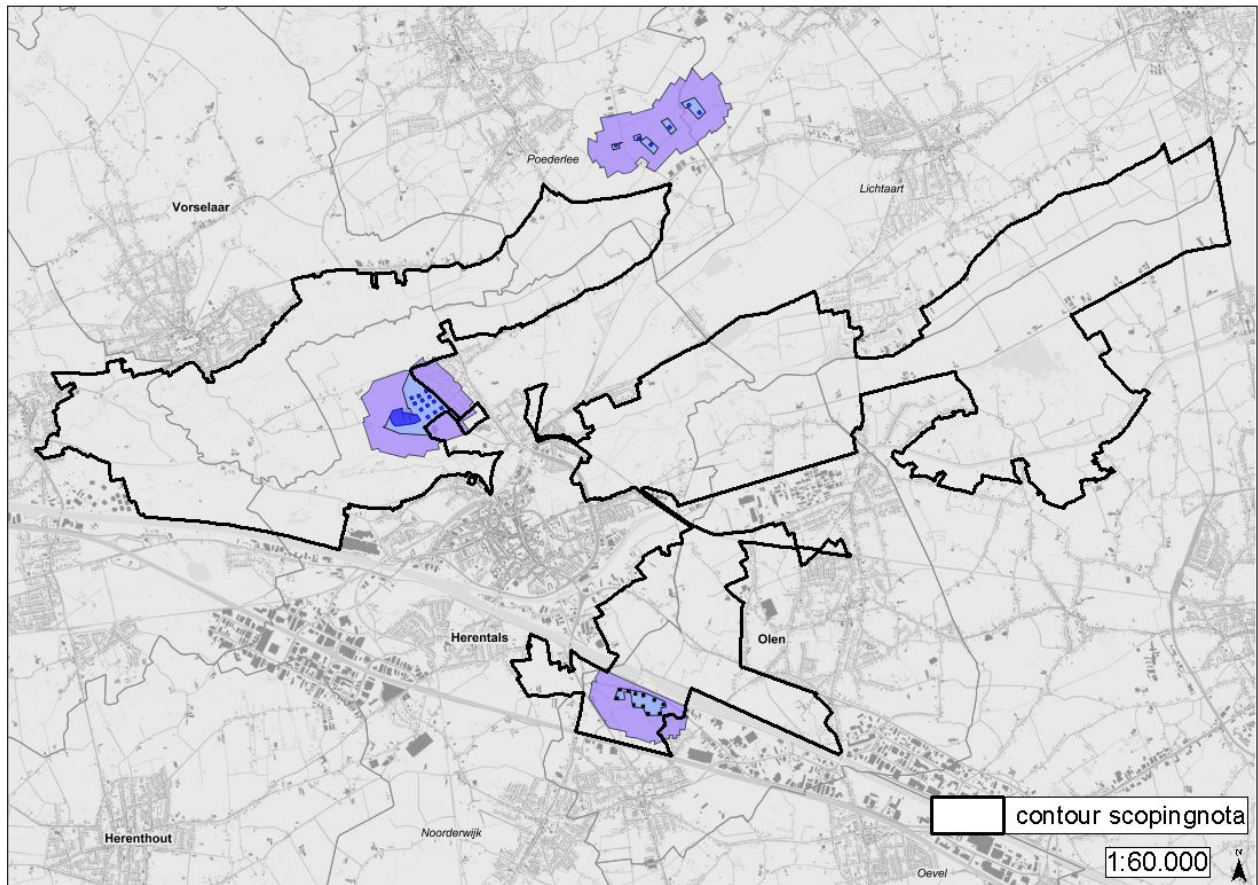 Poederlee
Lichtaart
Vorselaar
Herentals
Olen
contour scopingnota
Herenthout
Noorderwijk
1:60.000
N
Oevel